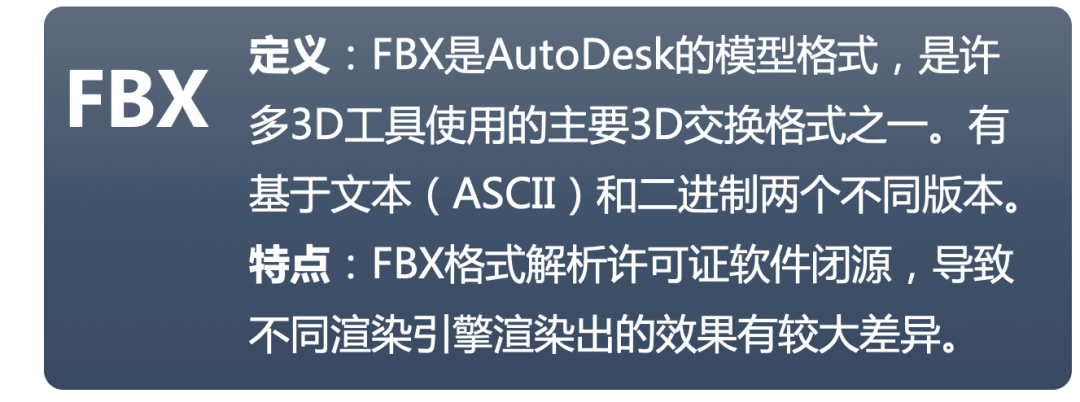 FBX
定义：FBX是AutoDesk的模型格式，是许
多3D工具使用的主要3D交换格式之一。有
基于文本（ASCII）和二进制两个不同版本。
特点：FBX格式解析许可证软件闭源，导致
不同渲染引擎渲染出的效果有较大差异。